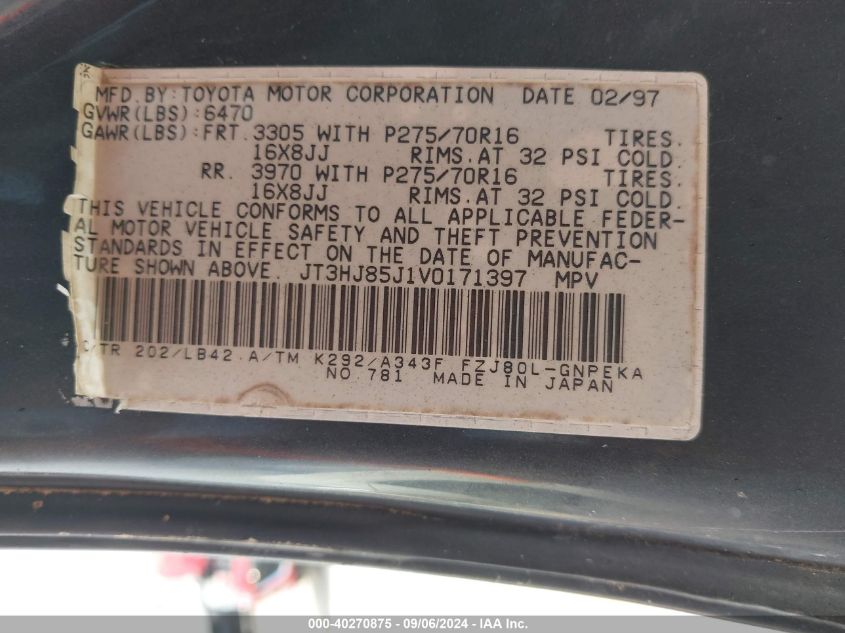 MFD.BY:TOYOTA MOTOR CORPORATION DATE 02/97
GVWR(LBS):6470
GAWR(LBS):FRT.3305 WITH P275/70R16 TIRES.
16X8JJ RIMS.AT 32 PSI COLD.
RR. 3970 WITH P275/70R16 TIRES.
16X8JJ RIMS.AT 32 PSI COLD.
THIS VEHICLE CONFORMS TO ALL APPLICABLE FEDER-
AL MOTOR VEHICLE SAFETY AND THEFT PREVENTION
STANDARDS IN EFFECT ON THE DATE OF MANUFAC-
TURE SHOWN ABOVE. JT3HJ85J1V0171397 MPV
C/TR 202/LB42 A/TM K292/A343F FZJ80L-GNPEKA
NO.781 MADE IN JAPAN
000-40270875 - 09/06/2024 - IAA Inc.